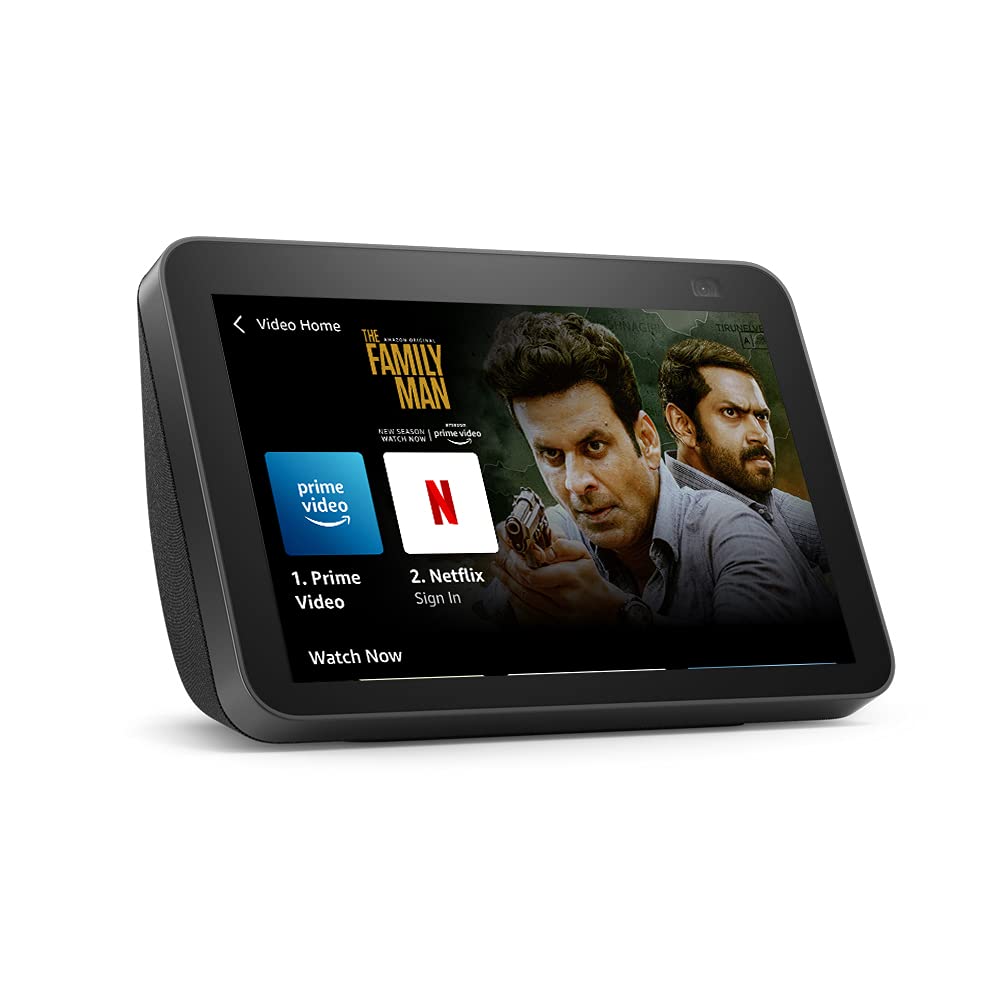 Video Home
AMAZON ORIGINAL
THE
FAMILY
MAN
NEW SEASON
WATCH NOW
prime video
prime
video
N
1. Prime
Video
2. Netflix
Sign In
Watch Now
TIRUNELVE
A